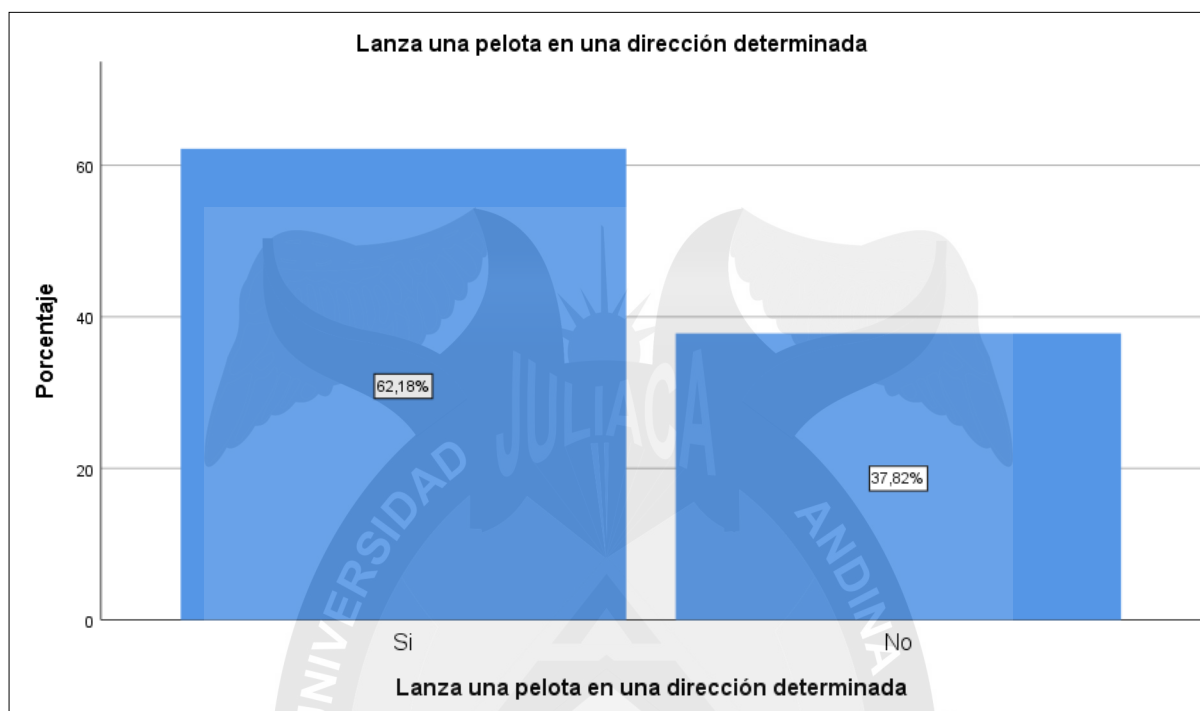 Lanza una pelota en una dirección determinada
Porcentaje
60
40
20
0
62,18%
37,82%
Si
No
Lanza una pelota en una dirección determinada
UNIVERSIDAD
ANDINA
JULIACA